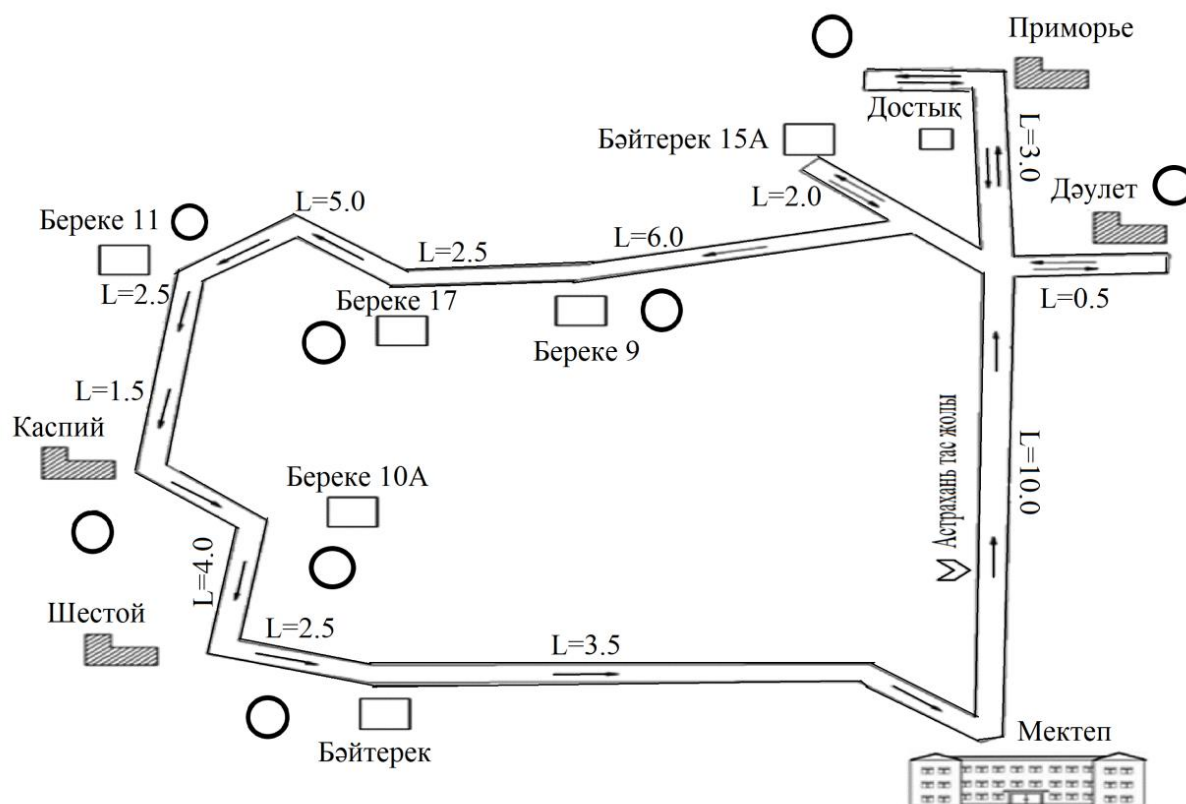 Приморье
Достық
L=3.0
Бәйтерек 15А
L=2.0
Дәулет
L=0.5
Береке 11
L=5.0
L=2.5
L=6.0
L=2.5
Береке 17
Береке 9
L=1.5
Каспий
Береке 10А
Астрахань тас жолы
L=10.0
L=4.0
Шестой
L=2.5
L=3.5
Бәйтерек
Мектеп